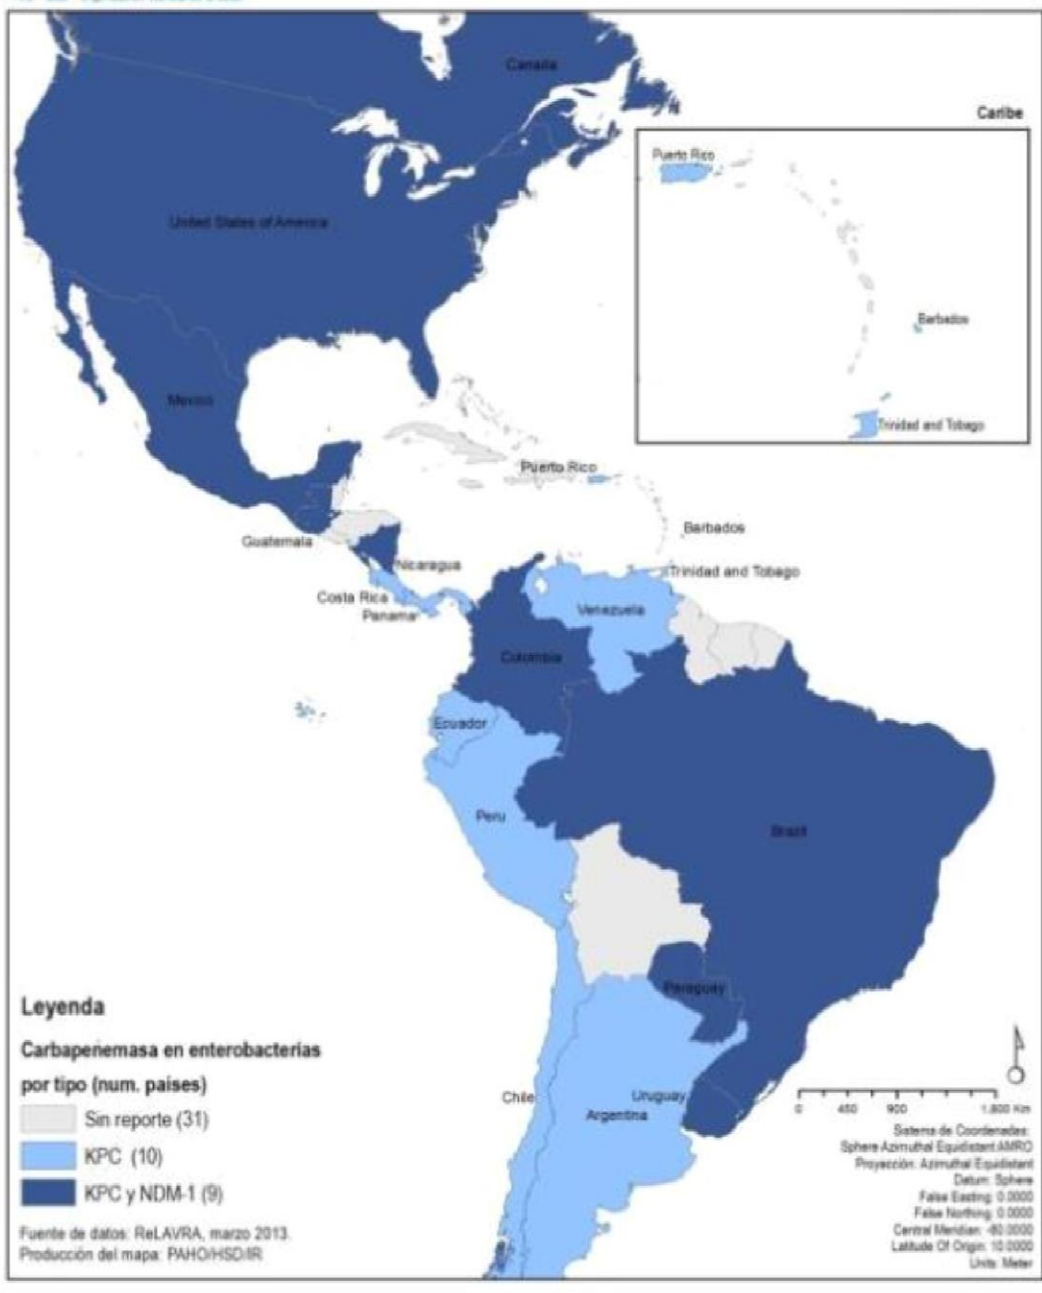 Canada
Caribe
Puerto Rico
United States of America
Barbados
Mexico
Trinidad and Tobago
Puerto Rico
Barbados
Guatemala
Nicaragua
Trinidad and Tobago
Costa Rica
Panama
Venezuela
Colombia
Ecuador
Peru
Brazil
Paraguay
Chile
Uruguay
Argentina
Leyenda
Carbapenemasa en enterobacterias
por tipo (num. países)
Sin reporte (31)
KPC (10)
KPC y NDM-1 (9)
Fuente de datos: ReLAVRA, marzo 2013.
Producción del mapa: PAHO/HSD/IR
0 450 900 1.800 Km
Sistema de Coordenadas:
Sphere Azimuthal Equidistant AMRO
Proyección: Azimuthal Equidistant
Datum: Sphere
False Easting: 0.0000
False Northing: 0.0000
Central Meridian: -80.0000
Latitude Of Origin: 10.0000
Units: Meter